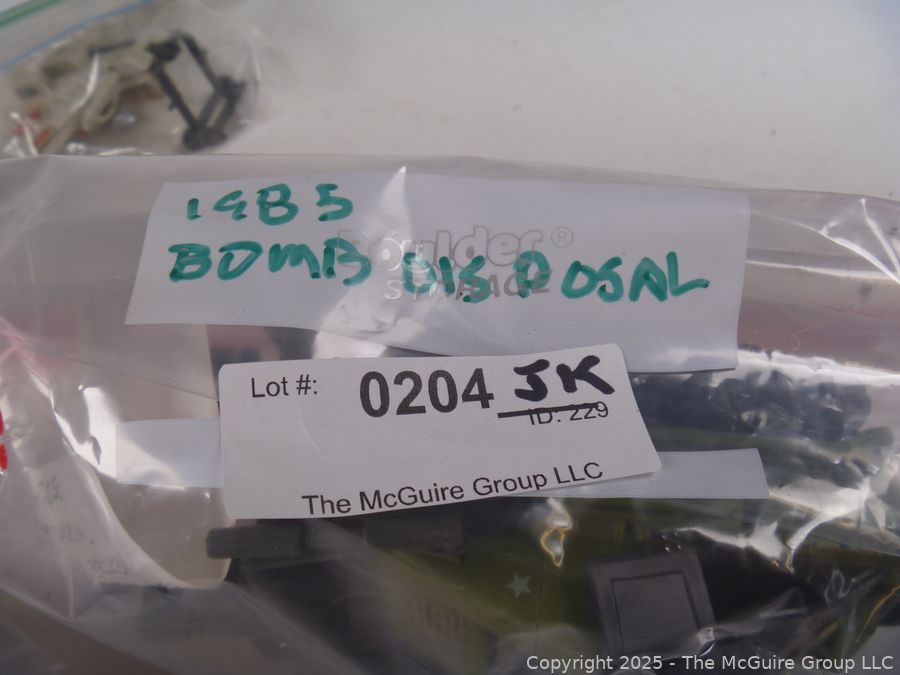 1985
BOMB DISPOSAL
Boulder®
STORAGE
Lot #: 0204 JK
ID: 229
The McGuire Group LLC
Copyright © 2025 - The McGuire Group LLC